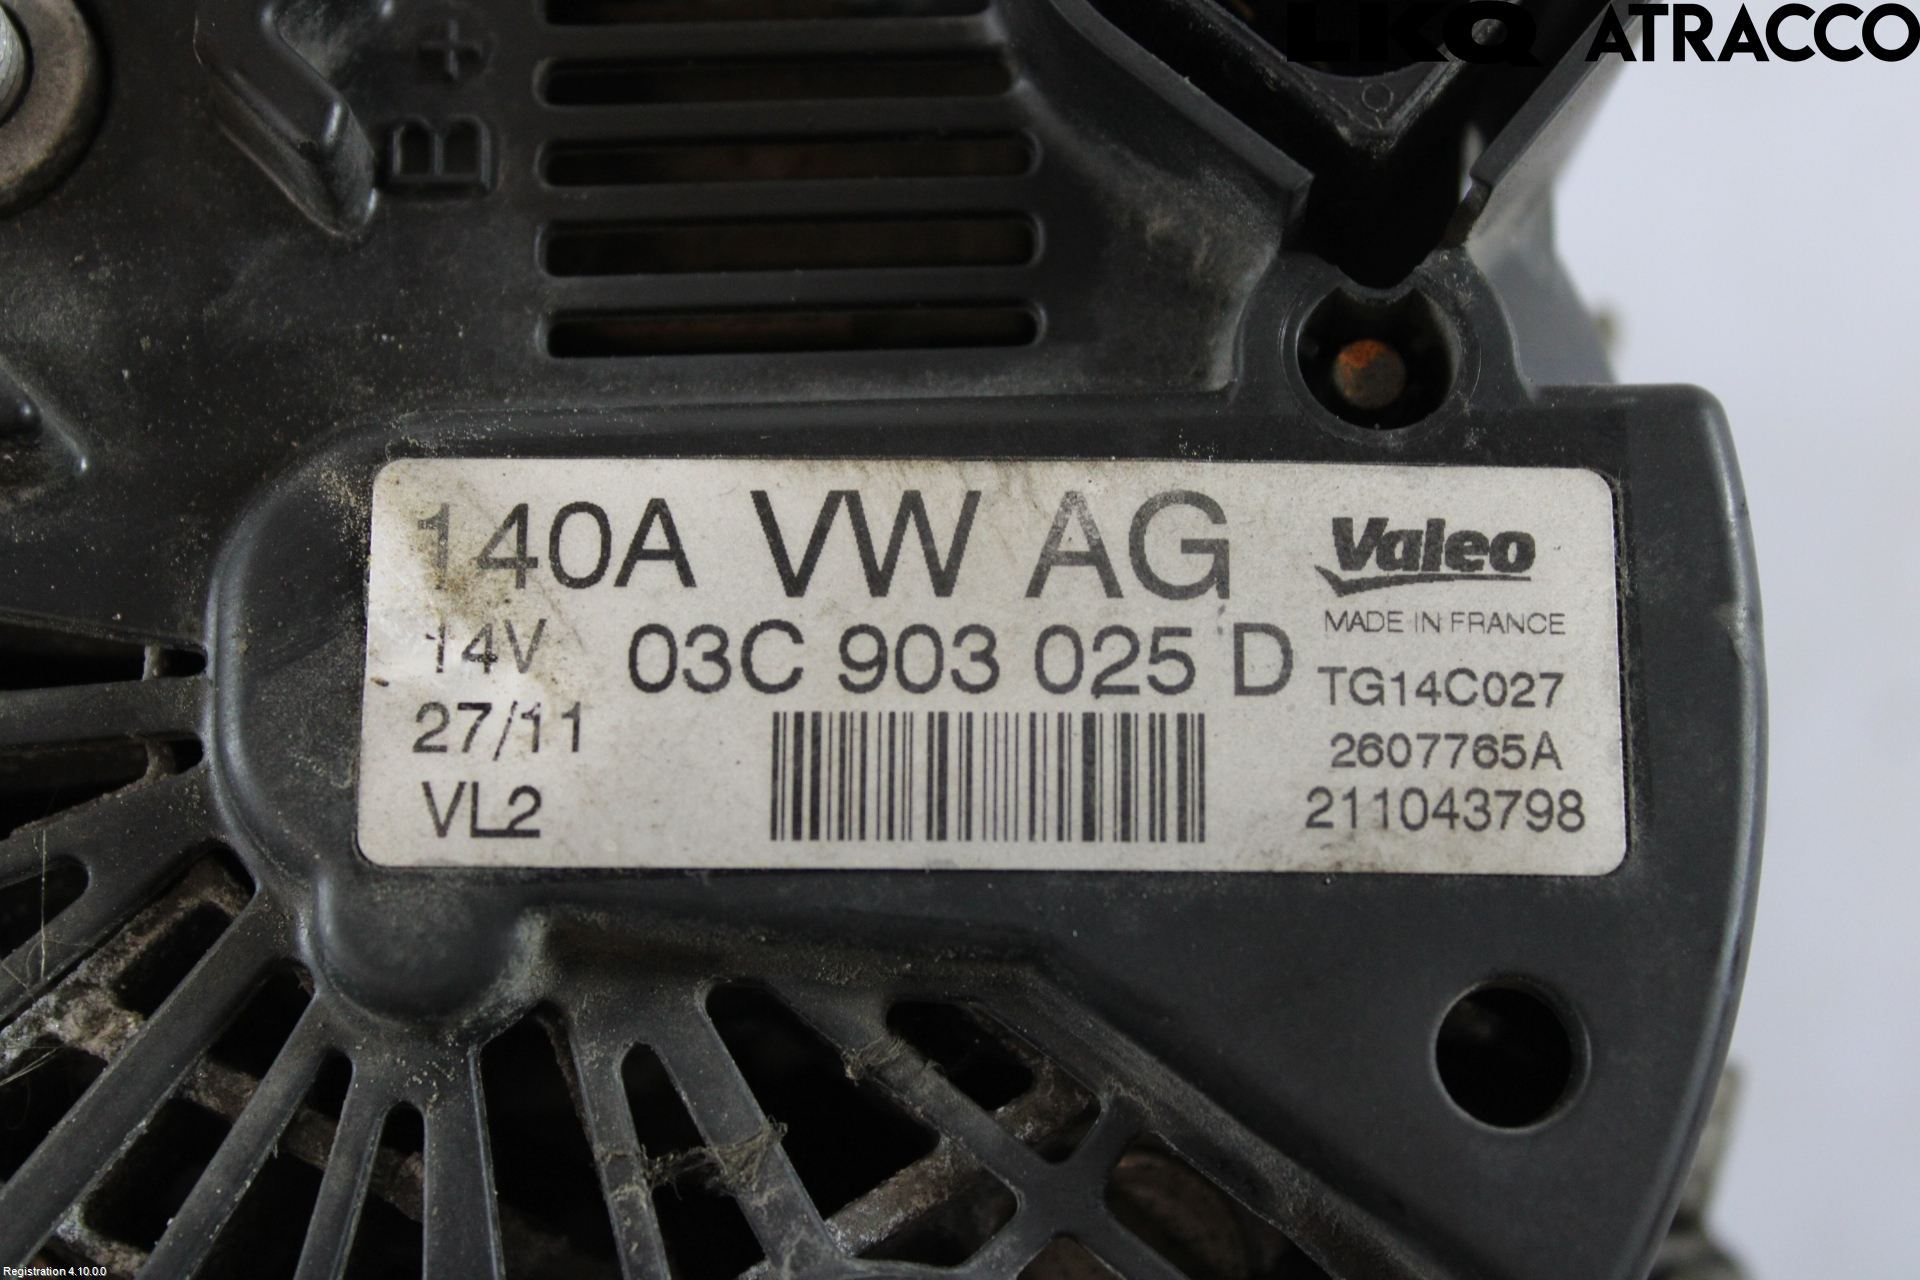 LKQ ATRACCO
B+
140A VW AG
Valeo
MADE IN FRANCE
14V
03C 903 025 D
TG14C027
27/11
2607765A
VL2
211043798
Registration 4.10.0.0